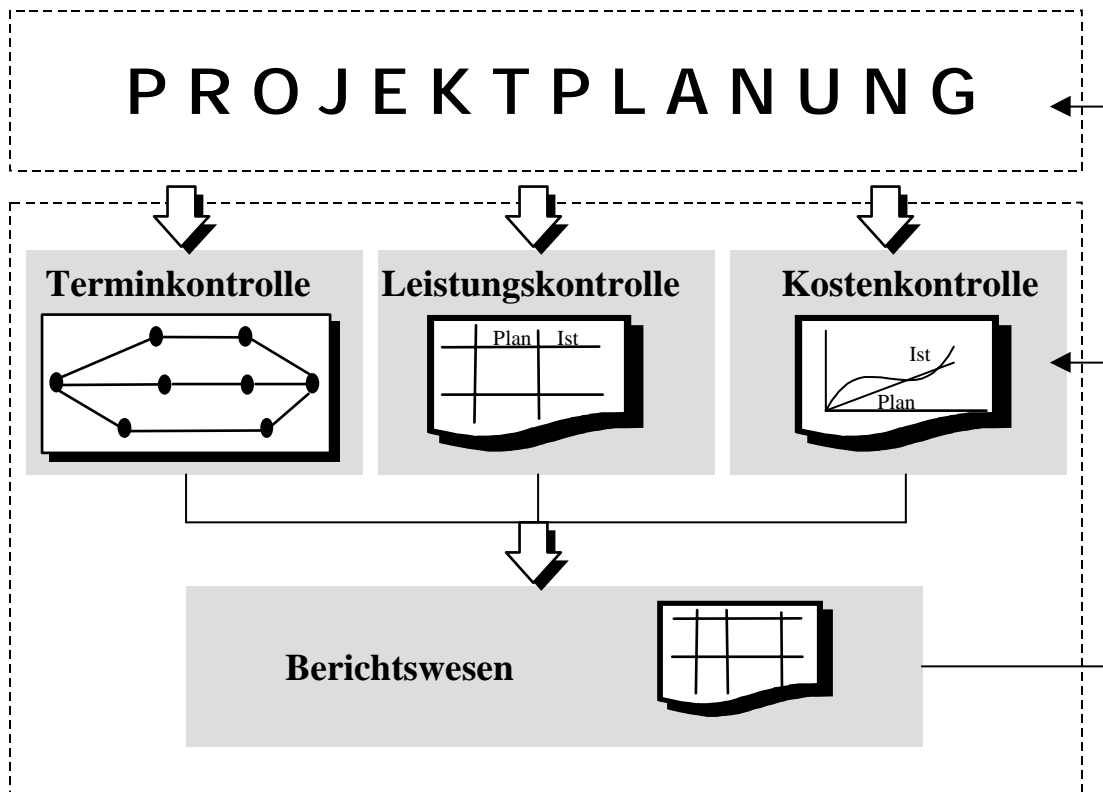 PROJEKTPLANUNG
Terminkontrolle
Leistungskontrolle
Plan Ist
Kostenkontrolle
Ist
Plan
Berichtswesen